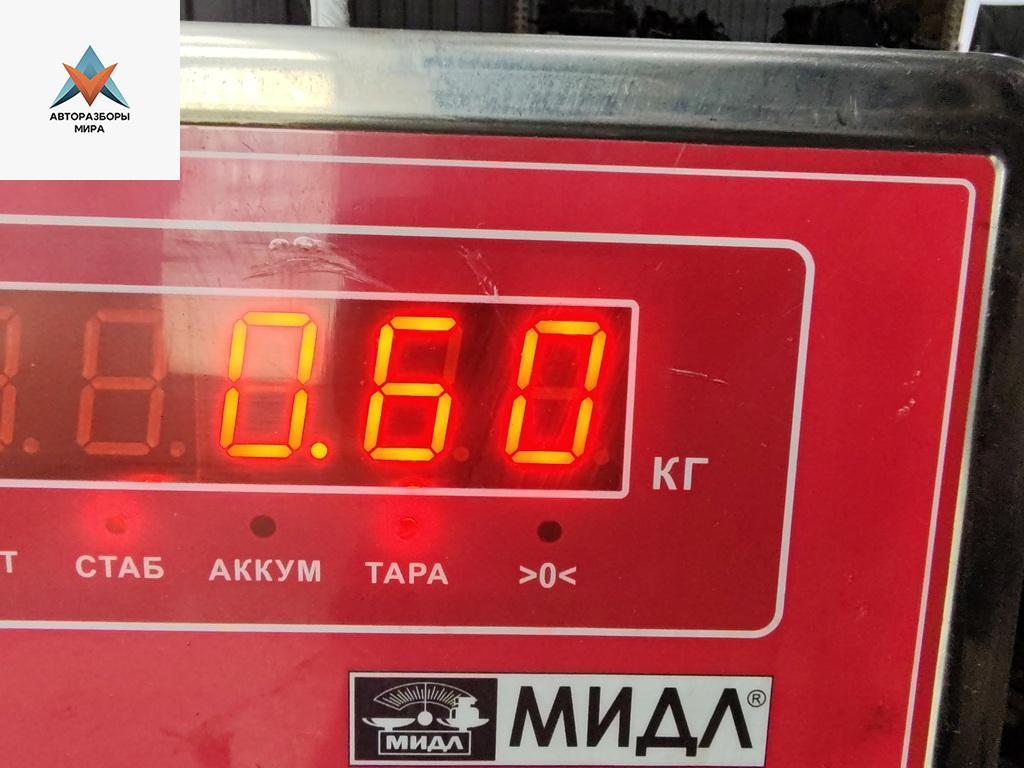 АВТОРАЗБОРЫ
МИРА
0.60
КГ
Т СТАБ АККУМ ТАРА >0<
МИДЛ МИДЛ®